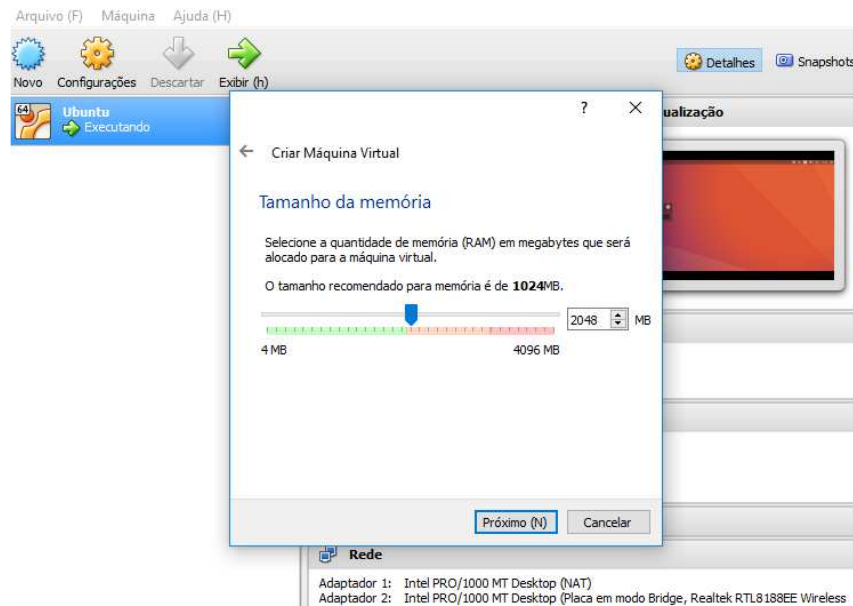 Arquivo (F) Máquina Ajuda (H)
Novo Configurações Descartar Exibir (h)
Detalhes Snapshots
64 Ubuntu
Executando
ualização
? 
Criar Máquina Virtual
Tamanho da memória
Selecione a quantidade de memória (RAM) em megabytes que será
alocado para a máquina virtual.
O tamanho recomendado para memória é de 1024MB.
2048 MB
4 MB 4096 MB
Próximo (N) Cancelar
Rede
Adaptador 1: Intel PRO/1000 MT Desktop (NAT)
Adaptador 2: Intel PRO/1000 MT Desktop (Placa em modo Bridge, Realtek RTL8188EE Wireless